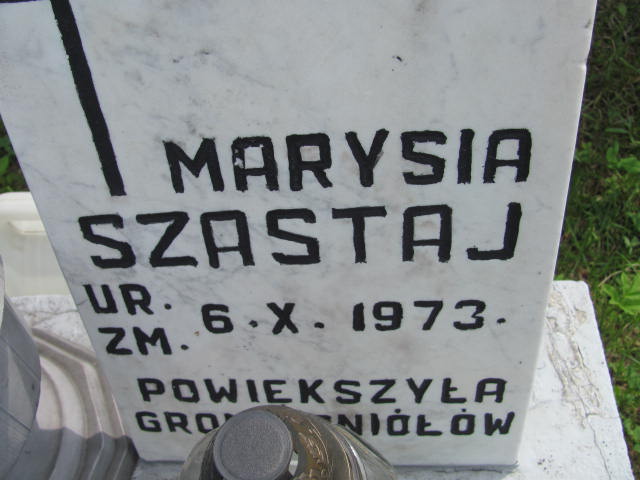 MARYSIA
SZASTAJ
UR. 6.X. 1973.
ZM.
POWIEKSZYŁA